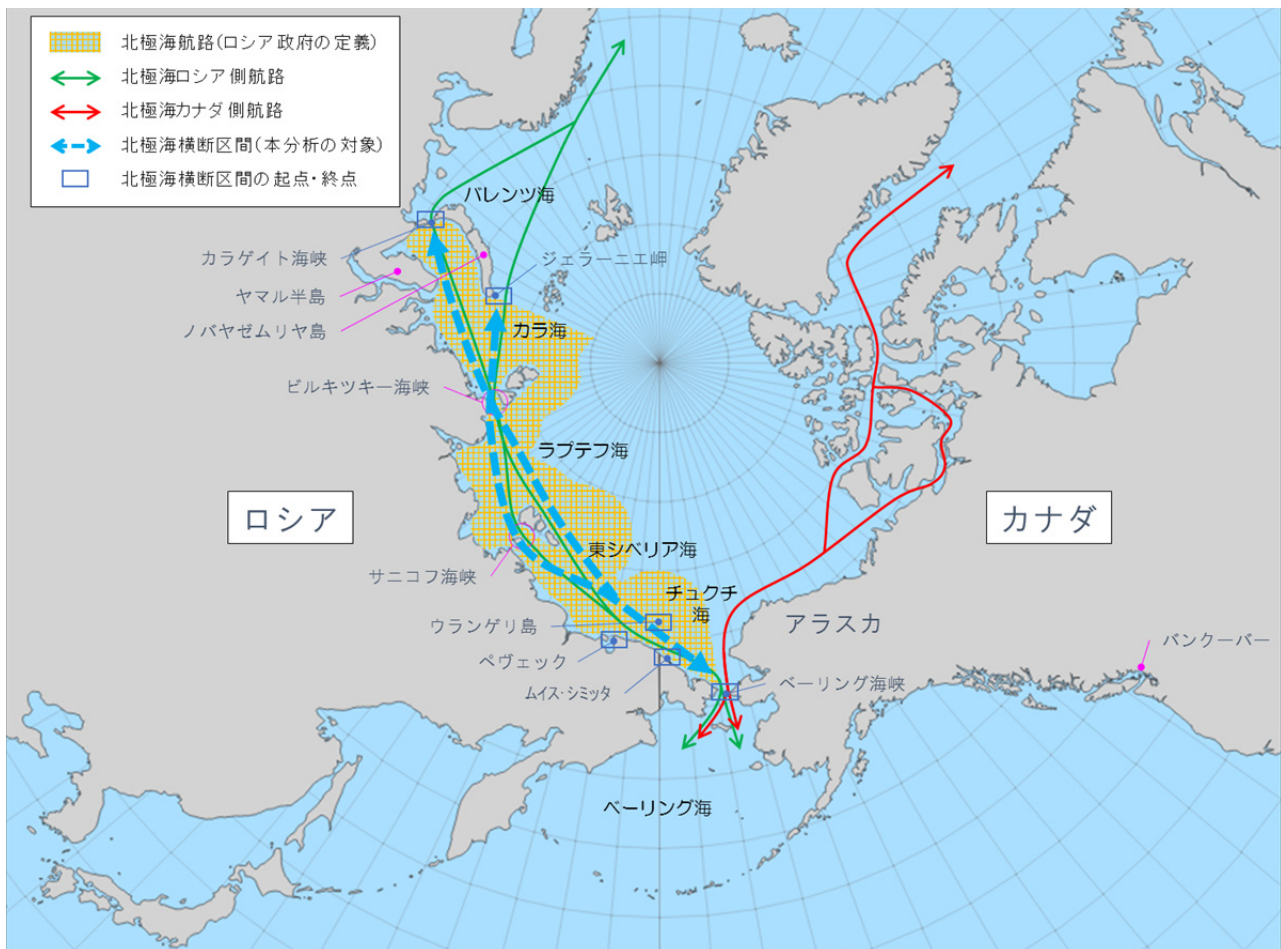 北極海航路(ロシア政府の定義)
北極海ロシア側航路
北極海カナダ側航路
北極海横断区間(本分析の対象)
北極海横断区間の起点・終点
バレンツ海
カラゲイト海峡
ジェラーニエ岬
ヤマル半島
ノバヤゼムリヤ島
カラ海
ビルキツキー海峡
ラプテフ海
ロシア
カナダ
東シベリア海
サニコフ海峡
チュクチ
海
ウランゲリ島
アラスカ
バンクーバー
ペヴェック
ムイス・シミッタ
ベーリング海峡
ベーリング海